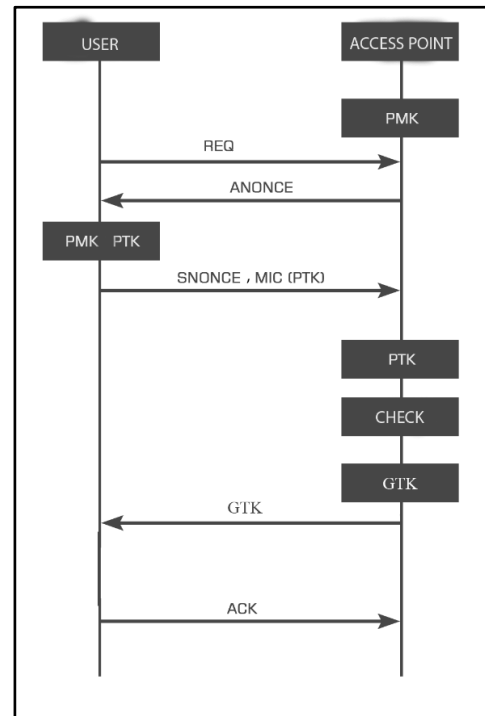 USER
ACCESS POINT
PMK
REQ
ANONCE
PMK PTK
SNONCE , MIC (PTK)
PTK
CHECK
GTK
GTK
ACK